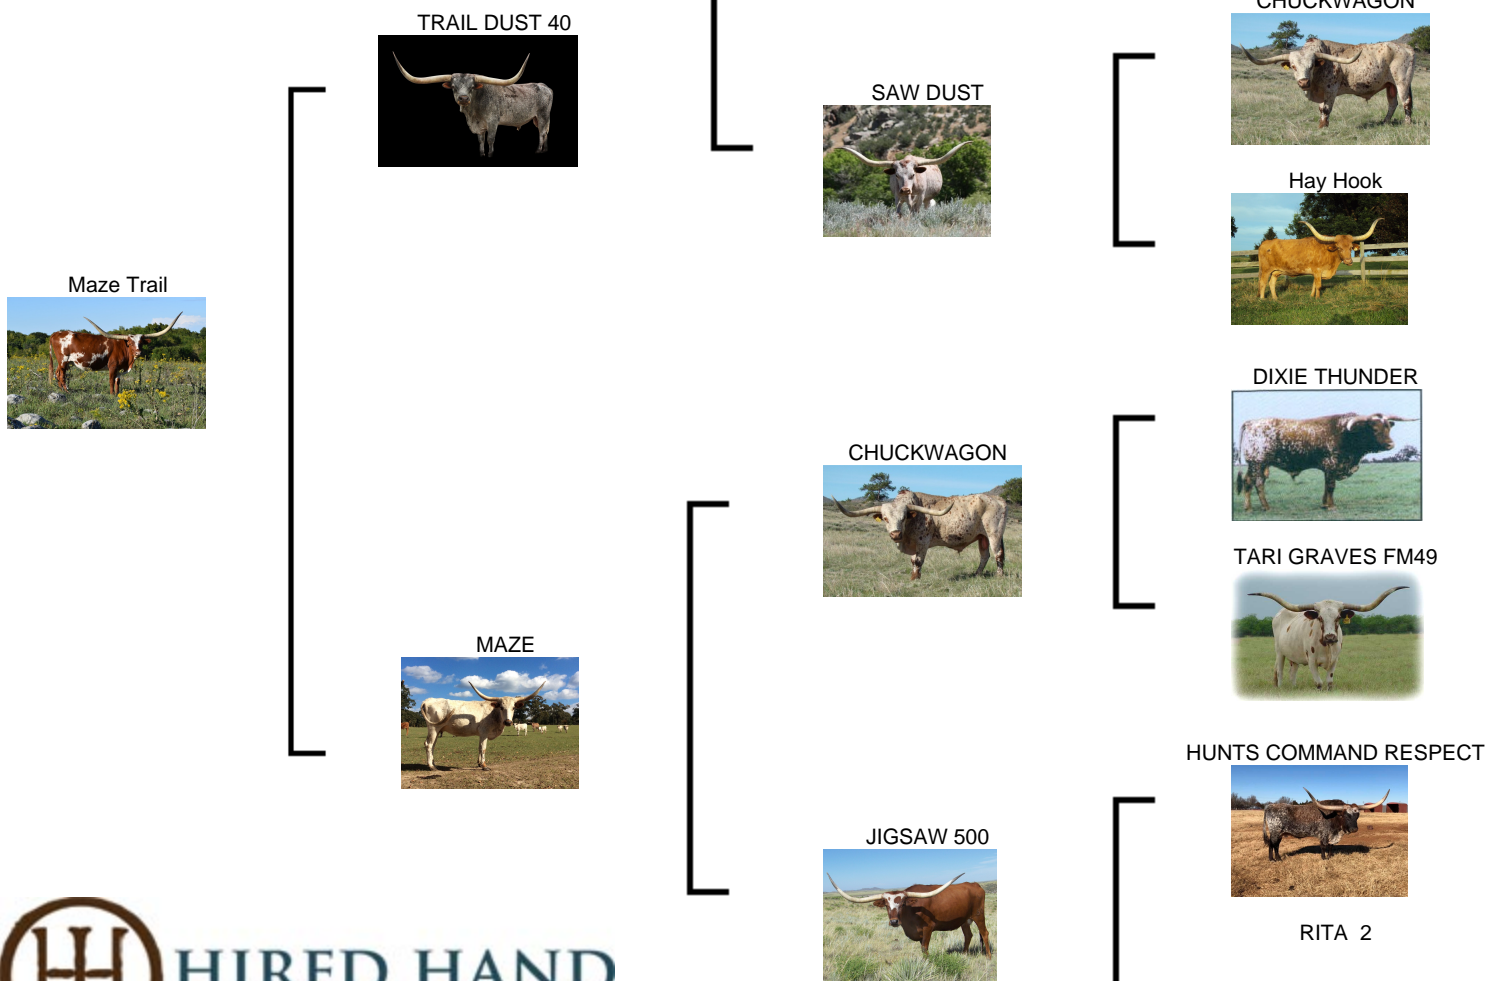 CHUCKWAGON
TRAIL DUST 40
SAW DUST
Hay Hook
Maze Trail
DIXIE THUNDER
CHUCKWAGON
TARI GRAVES FM49
MAZE
HUNTS COMMAND RESPECT
JIGSAW 500
RITA 2
HIRED HAND